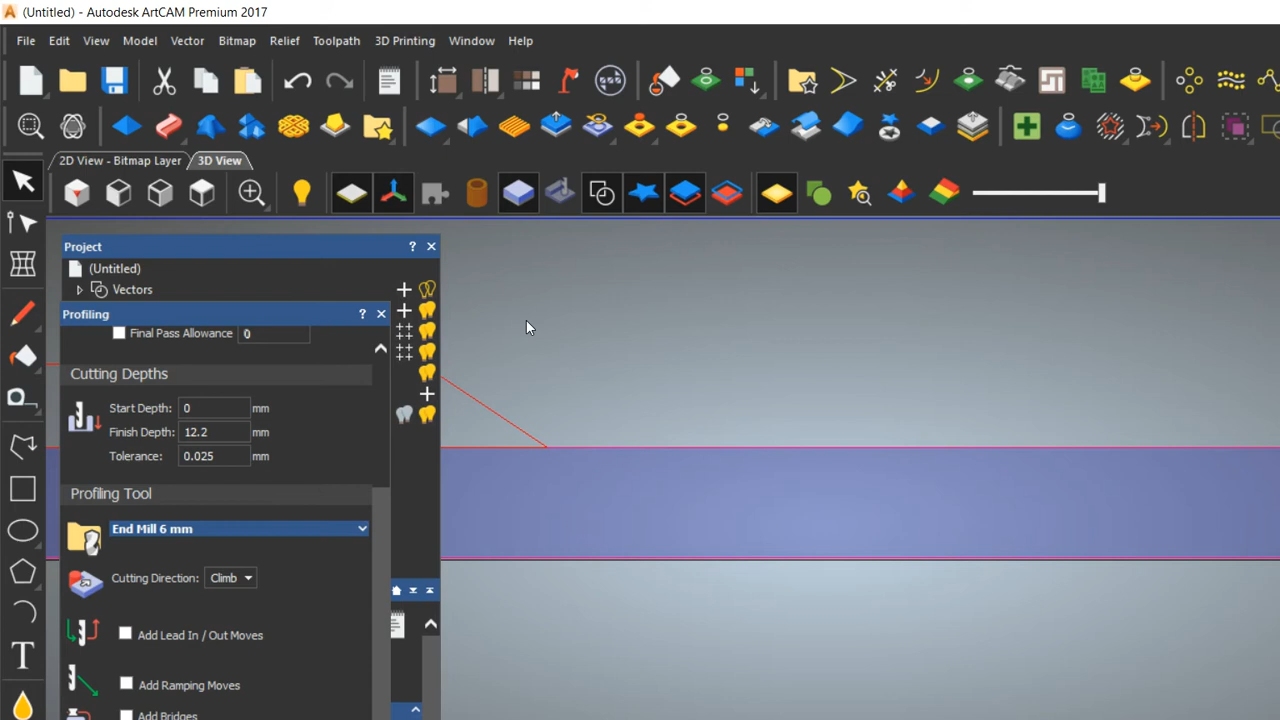 (Untitled) - Autodesk ArtCAM Premium 2017
File Edit View Model Vector Bitmap Relief Toolpath 3D Printing Window Help
2D View - Bitmap Layer 3D View
Project ?
(Untitled)
Vectors
Profiling ?
Final Pass Allowance 0
Cutting Depths
Start Depth: 0 mm
Finish Depth: 12.2 mm
Tolerance: 0.025 mm
Profiling Tool
End Mill 6 mm
Cutting Direction: Climb
Add Lead In / Out Moves
Add Ramping Moves
Add Bridges